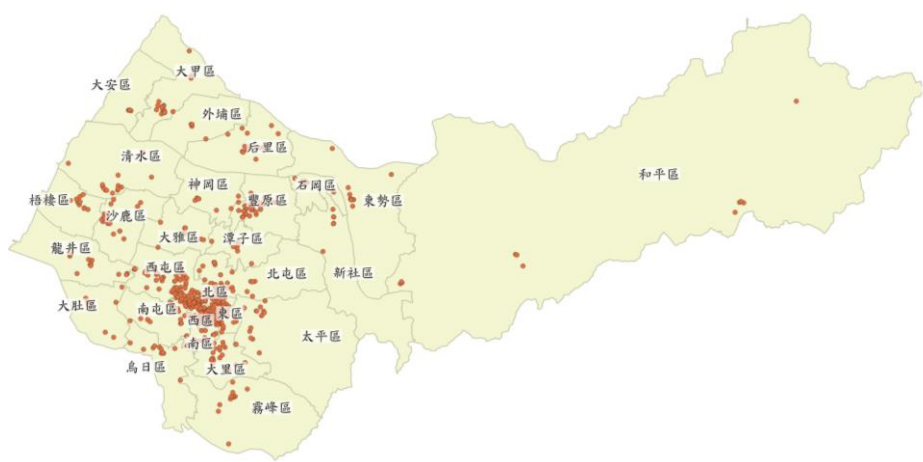 大甲區
大安區
外埔區
后里區
清水區
神岡區
石岡區
和平區
梧棲區
豐原區
東勢區
沙鹿區
大雅區
潭子區
龍井區
西屯區
北屯區
新社區
北區
大肚區
南屯區
西區
東區
太平區
南區
烏日區
大里區
霧峰區